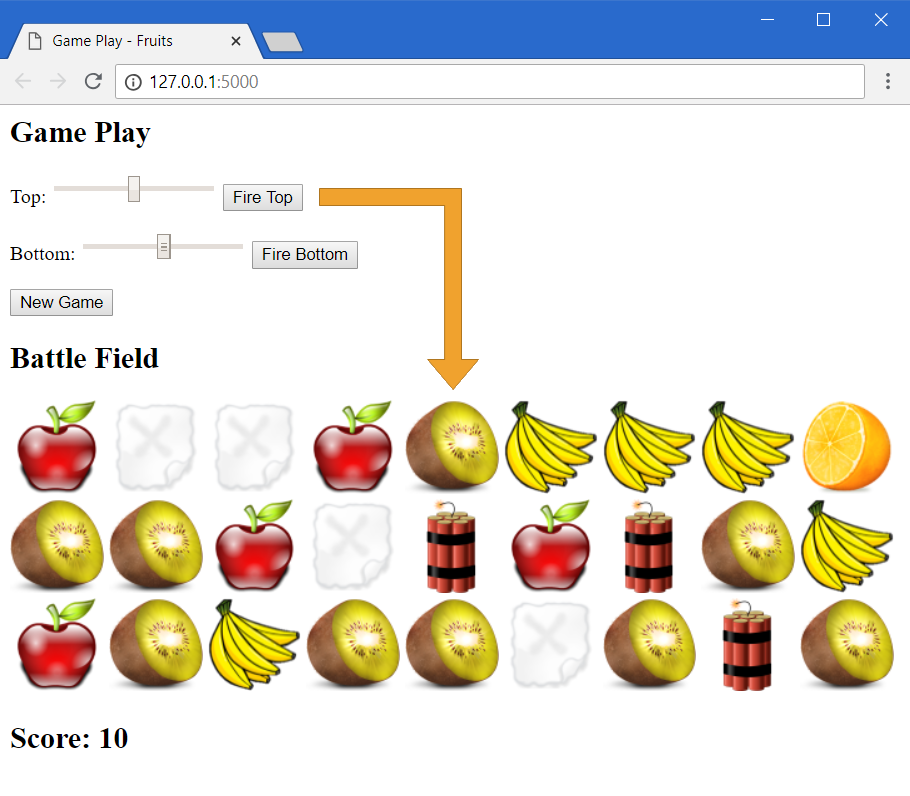 Game Play - Fruits
127.0.0.1:5000
Game Play
Top: Fire Top
Bottom: Fire Bottom
New Game
Battle Field
Score: 10